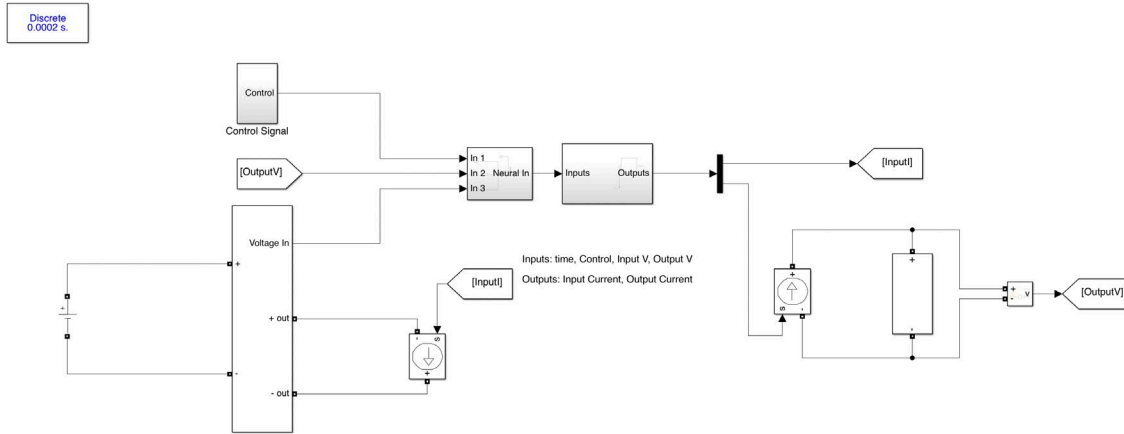 Discrete
0.0002 s.
Control
Control Signal
[OutputV]
In 1
In 2
In 3
Neural In
Inputs
Outputs
[InputI]
Voltage In
+
-
+ out
- out
+
Inputs: time, Control, Input V, Output V
Outputs: Input Current, Output Current
[InputI]
-
s
+
+
s
-
+
-
+
-
v
[OutputV]